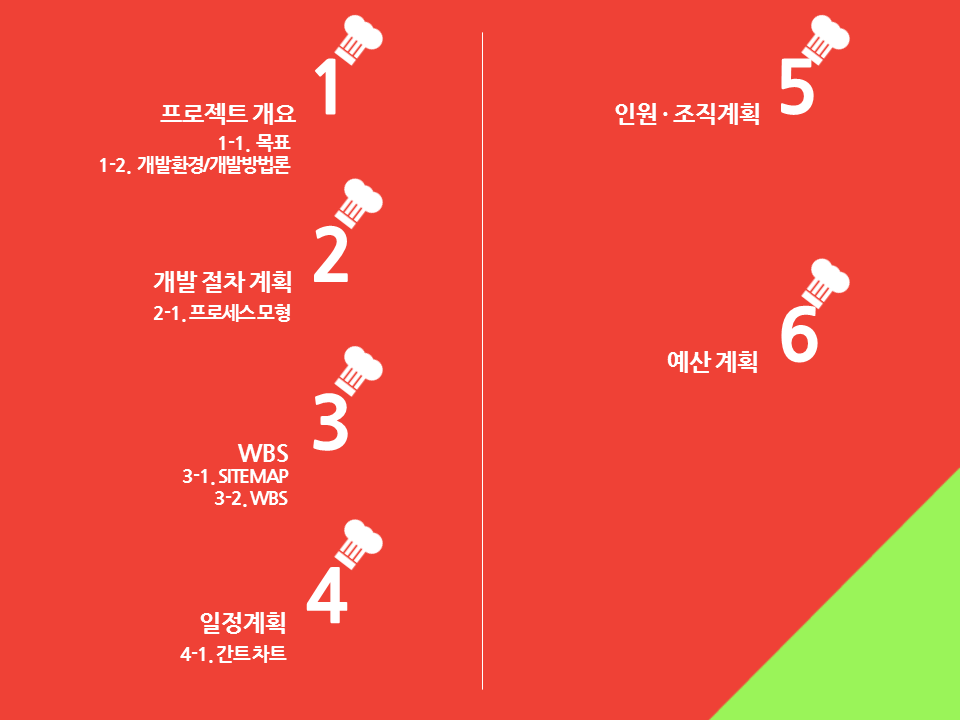 1
프로젝트 개요
1-1. 목표
1-2. 개발환경/개발방법론
2
개발 절차 계획
2-1. 프로세스 모형
3
WBS
3-1. SITEMAP
3-2. WBS
4
일정계획
4-1. 간트 차트
5
인원 · 조직계획
6
예산 계획